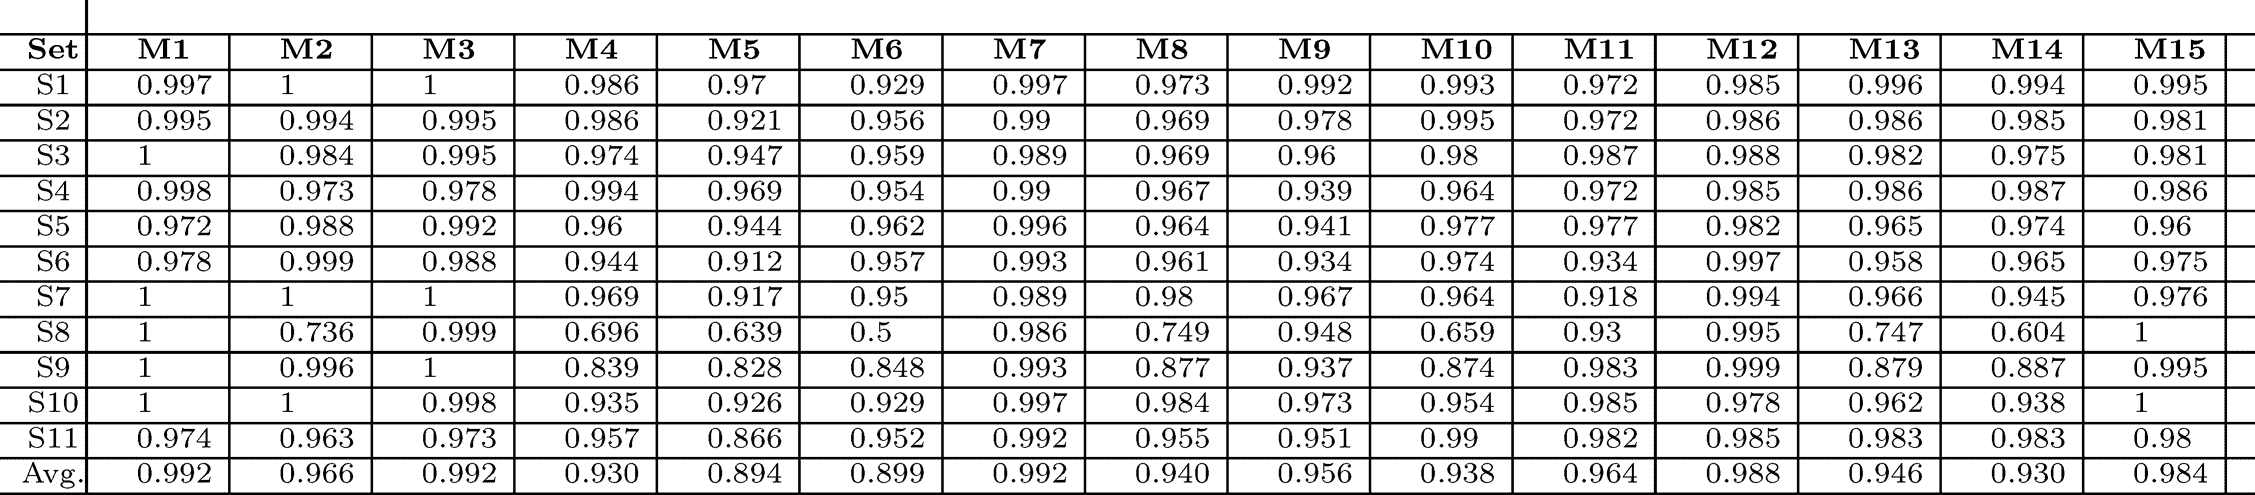 Set M1 M2 M3 M4 M5 M6 M7 M8 M9 M10 M11 M12 M13 M14 M15
S1 0.997 1 1 0.986 0.97 0.929 0.997 0.973 0.992 0.993 0.972 0.985 0.996 0.994 0.995
S2 0.995 0.994 0.995 0.986 0.921 0.956 0.99 0.969 0.978 0.995 0.972 0.986 0.986 0.985 0.981
S3 1 0.984 0.995 0.974 0.947 0.959 0.989 0.969 0.96 0.98 0.987 0.988 0.982 0.975 0.981
S4 0.998 0.973 0.978 0.994 0.969 0.954 0.99 0.967 0.939 0.964 0.972 0.985 0.986 0.987 0.986
S5 0.972 0.988 0.992 0.96 0.944 0.962 0.996 0.964 0.941 0.977 0.977 0.982 0.965 0.974 0.96
S6 0.978 0.999 0.988 0.944 0.912 0.957 0.993 0.961 0.934 0.974 0.934 0.997 0.958 0.965 0.975
S7 1 1 1 0.969 0.917 0.95 0.989 0.98 0.967 0.964 0.918 0.994 0.966 0.945 0.976
S8 1 0.736 0.999 0.696 0.639 0.5 0.986 0.749 0.948 0.659 0.93 0.995 0.747 0.604 1
S9 1 0.996 1 0.839 0.828 0.848 0.993 0.877 0.937 0.874 0.983 0.999 0.879 0.887 0.995
S10 1 1 0.998 0.935 0.926 0.929 0.997 0.984 0.973 0.954 0.985 0.978 0.962 0.938 1
S11 0.974 0.963 0.973 0.957 0.866 0.952 0.992 0.955 0.951 0.99 0.982 0.985 0.983 0.983 0.98
Avg. 0.992 0.966 0.992 0.930 0.894 0.899 0.992 0.940 0.956 0.938 0.964 0.988 0.946 0.930 0.984